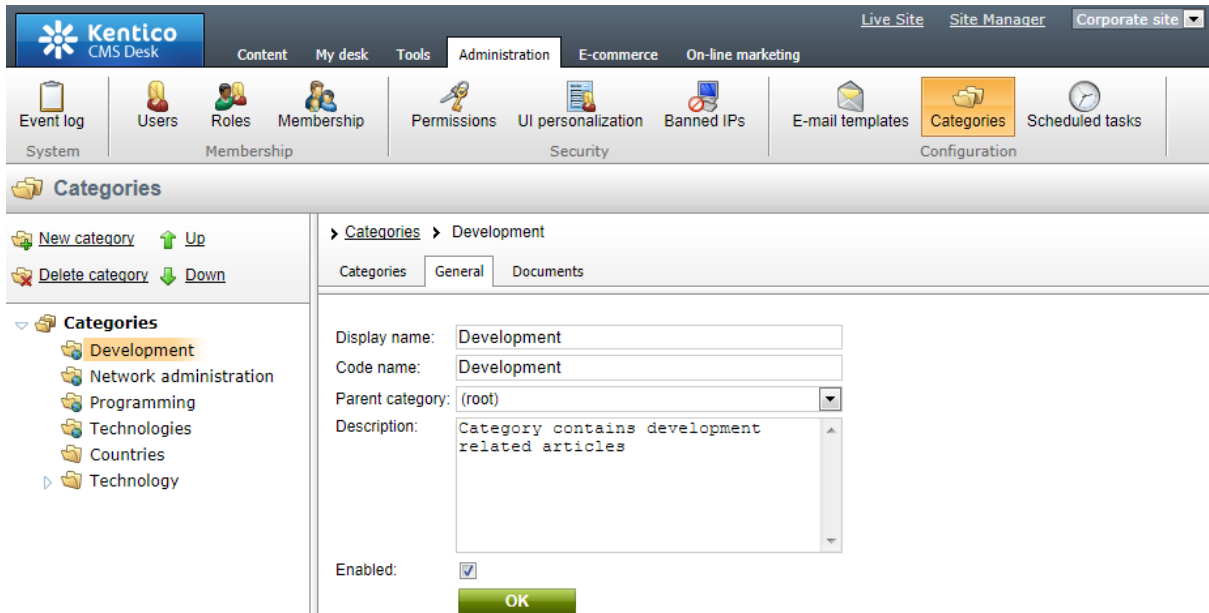 Live Site Site Manager Corporate site
Kentico
CMS Desk
Content My desk Tools Administration E-commerce On-line marketing
Event log Users Roles Membership Permissions UI personalization Banned IPs E-mail templates Categories Scheduled tasks
System Membership Security Configuration
Categories
New category Up
Delete category Down
Categories
Development
Network administration
Programming
Technologies
Countries
Technology
Categories Development
Categories General Documents
Display name: Development
Code name: Development
Parent category: (root)
Description: Category contains development
related articles
Enabled:
OK